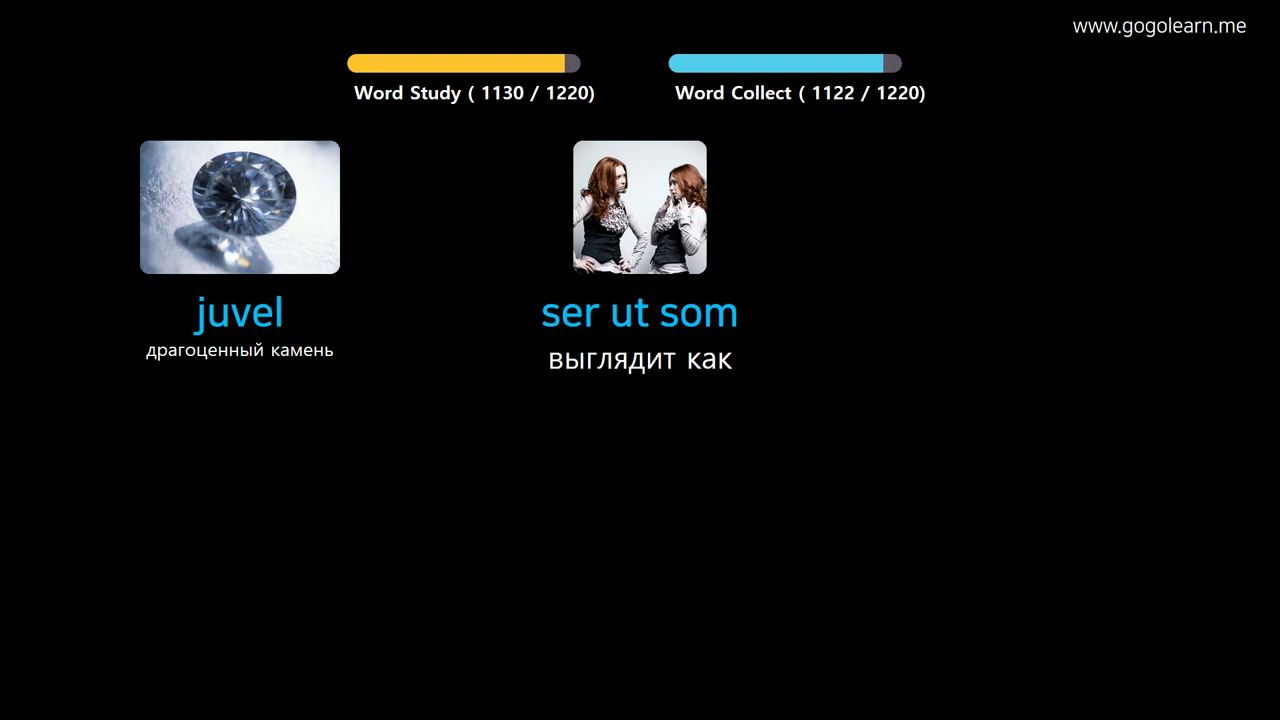 www.gogolearn.me
Word Study ( 1130 / 1220)
Word Collect ( 1122 / 1220)
juvel
драгоценный камень
ser ut som
выглядит как